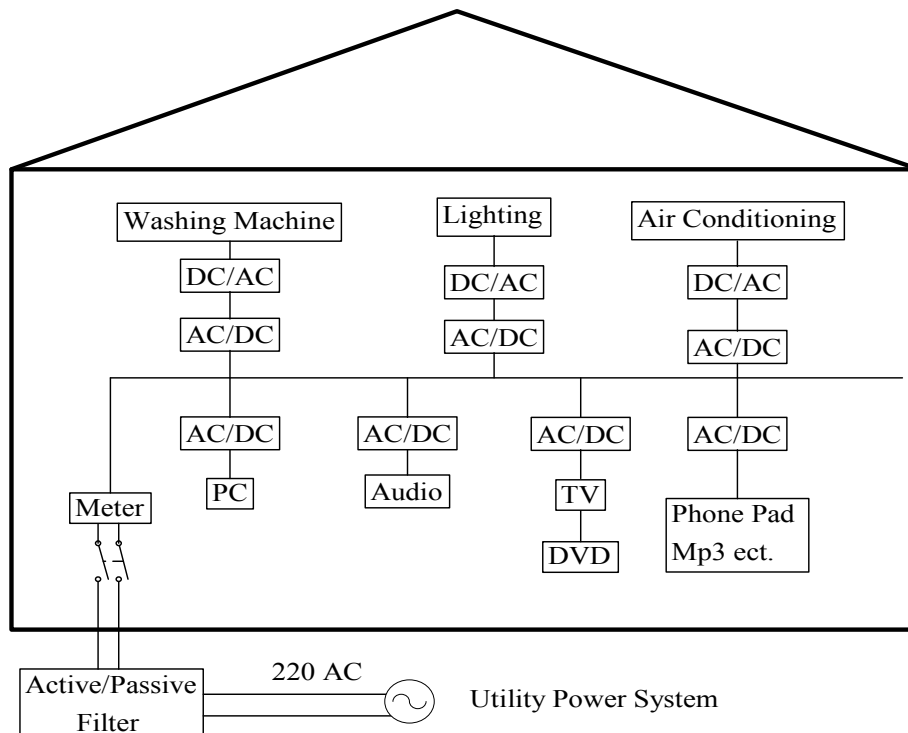 Washing Machine
Lighting
Air Conditioning
DC/AC
DC/AC
DC/AC
AC/DC
AC/DC
AC/DC
AC/DC
AC/DC
AC/DC
AC/DC
PC
Audio
TV
DVD
Phone Pad
Mp3 ect.
Meter
Active/Passive
Filter
220 AC
Utility Power System